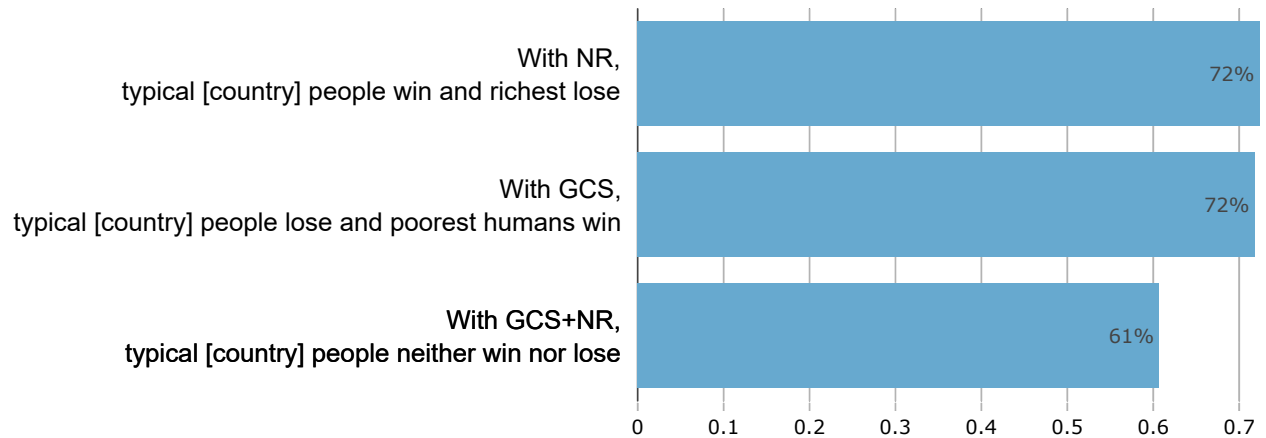 With NR,
typical [country] people win and richest lose
72%
With GCS,
typical [country] people lose and poorest humans win
72%
With GCS+NR,
typical [country] people neither win nor lose
61%
0 0.1 0.2 0.3 0.4 0.5 0.6 0.7